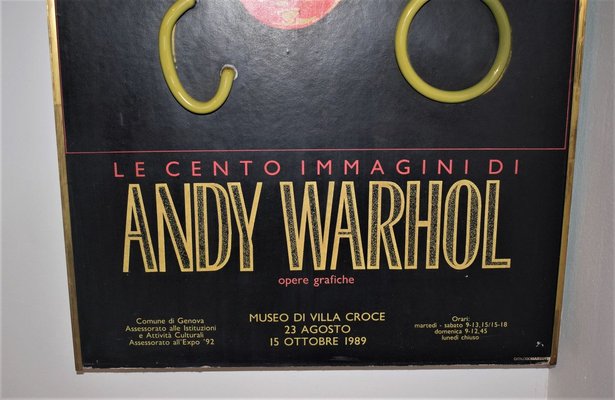 LE CENTO IMMAGINI DI
ANDY WARHOL
opere grafiche
Comune di Genova
Assessorato alle Istituzioni
e Attività Culturali
Assessorato all'Expo '92
MUSEO DI VILLA CROCE
23 AGOSTO
15 OTTOBRE 1989
Orari:
martedì - sabato 9-13,15/15-18
domenica 9-12,45
lunedì chiuso